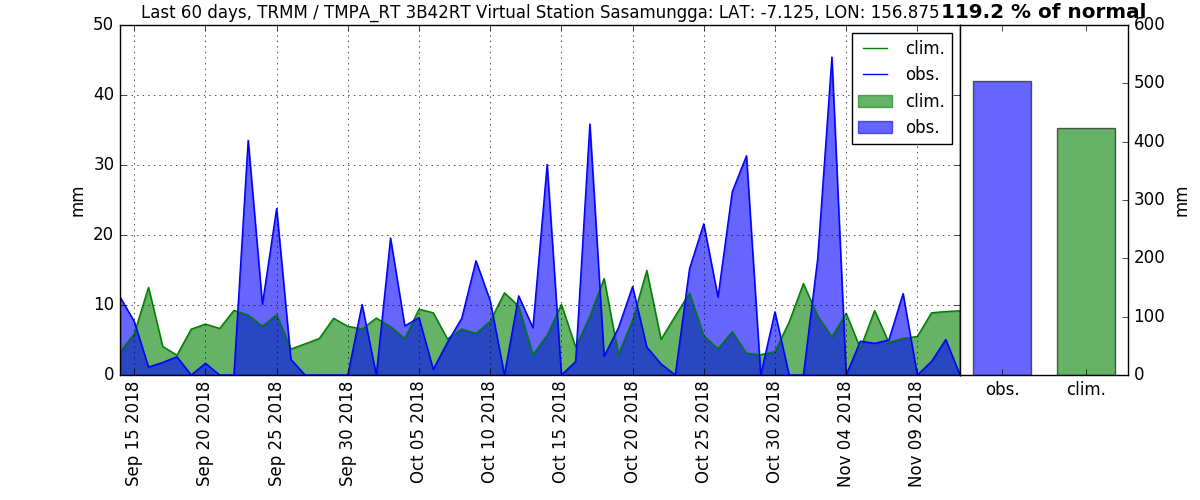 Last 60 days, TRMM / TMPA_RT 3B42RT Virtual Station Sasamungga: LAT: -7.125, LON: 156.875
119.2 % of normal
50
40
30
20
10
0
mm
clim.
obs.
clim.
obs.
600
500
400
300
200
100
0
mm
obs.
clim.
Sep 15 2018
Sep 20 2018
Sep 25 2018
Sep 30 2018
Oct 05 2018
Oct 10 2018
Oct 15 2018
Oct 20 2018
Oct 25 2018
Oct 30 2018
Nov 04 2018
Nov 09 2018